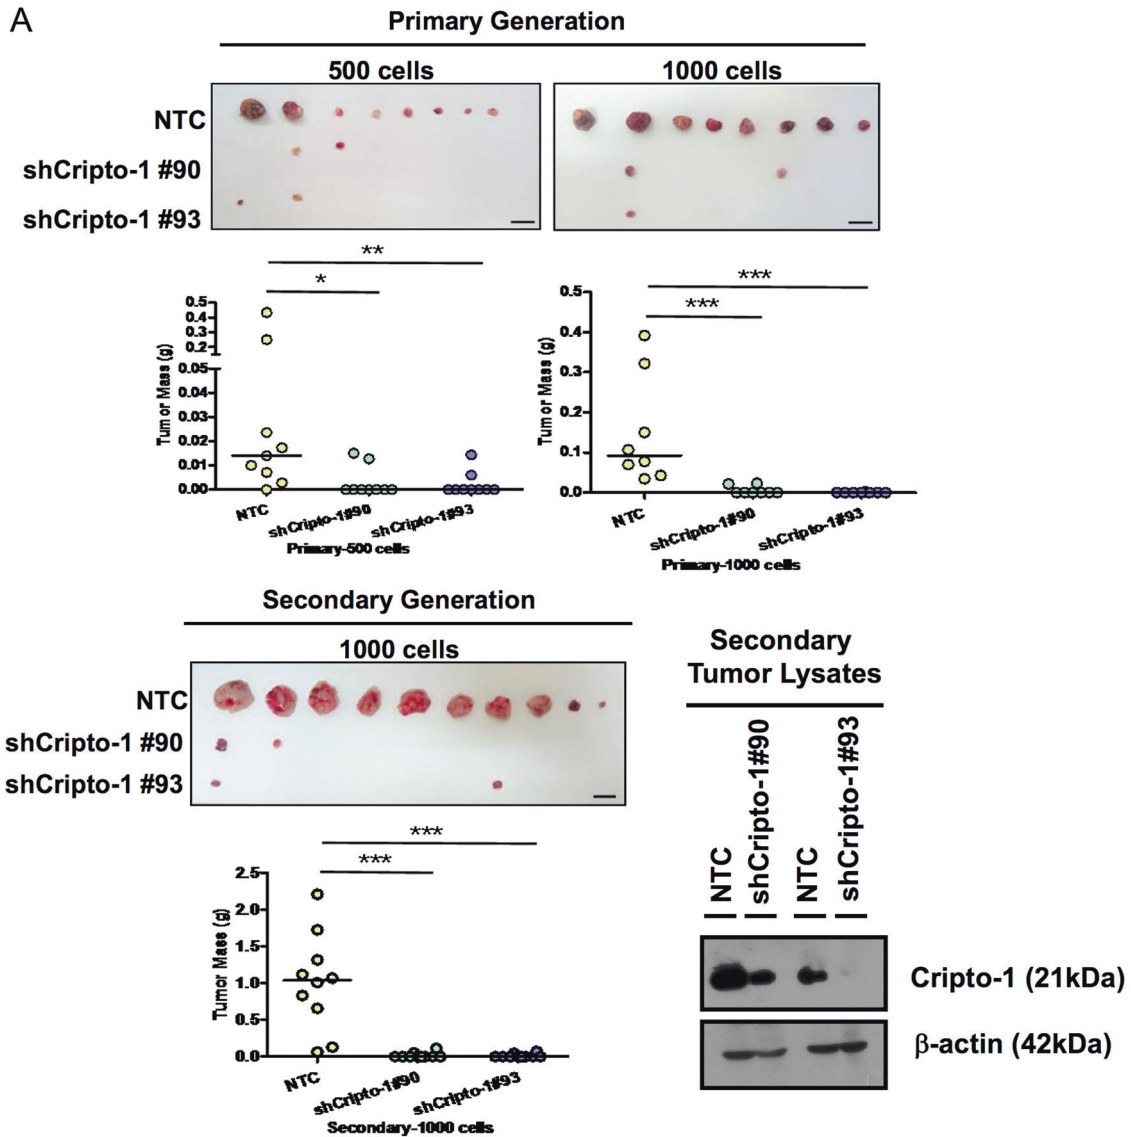 A
Primary Generation
500 cells
1000 cells
NTC
shCripto-1 #90
shCripto-1 #93
**
*
0.5
0.4
0.3
0.2
0.05
0.04
0.03
0.02
0.01
0.00
Tumor Mass (g)
NTC
shCripto-1#90
shCripto-1#93
Primary-500 cells
***
***
0.5
0.4
0.3
0.2
0.1
0.0
Tumor Mass (g)
NTC
shCripto-1#90
shCripto-1#93
Primary-1000 cells
Secondary Generation
1000 cells
NTC
shCripto-1 #90
shCripto-1 #93
***
***
2.5
2.0
1.5
1.0
0.5
0.0
Tumor Mass (g)
NTC
shCripto-1#90
shCripto-1#93
Secondary-1000 cells
Secondary
Tumor Lysates
NTC
shCripto-1#90
NTC
shCripto-1#93
Cripto-1 (21kDa)
β-actin (42kDa)